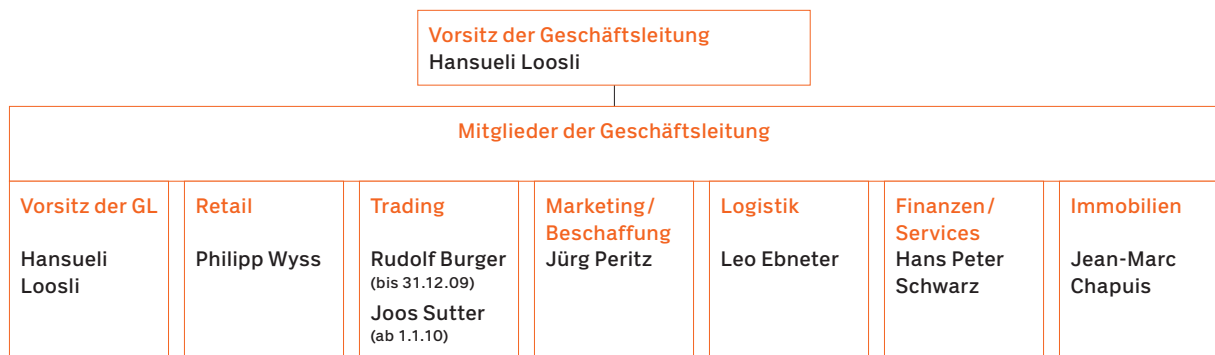 Vorsitz der Geschäftsleitung
Hansueli Loosli
Mitglieder der Geschäftsleitung
Vorsitz der GL
Hansueli
Loosli
Retail
Philipp Wyss
Trading
Rudolf Burger
(bis 31.12.09)
Joos Sutter
(ab 1.1.10)
Marketing/
Beschaffung
Jürg Peritz
Logistik
Leo Ebneter
Finanzen/
Services
Hans Peter
Schwarz
Immobilien
Jean-Marc
Chapuis